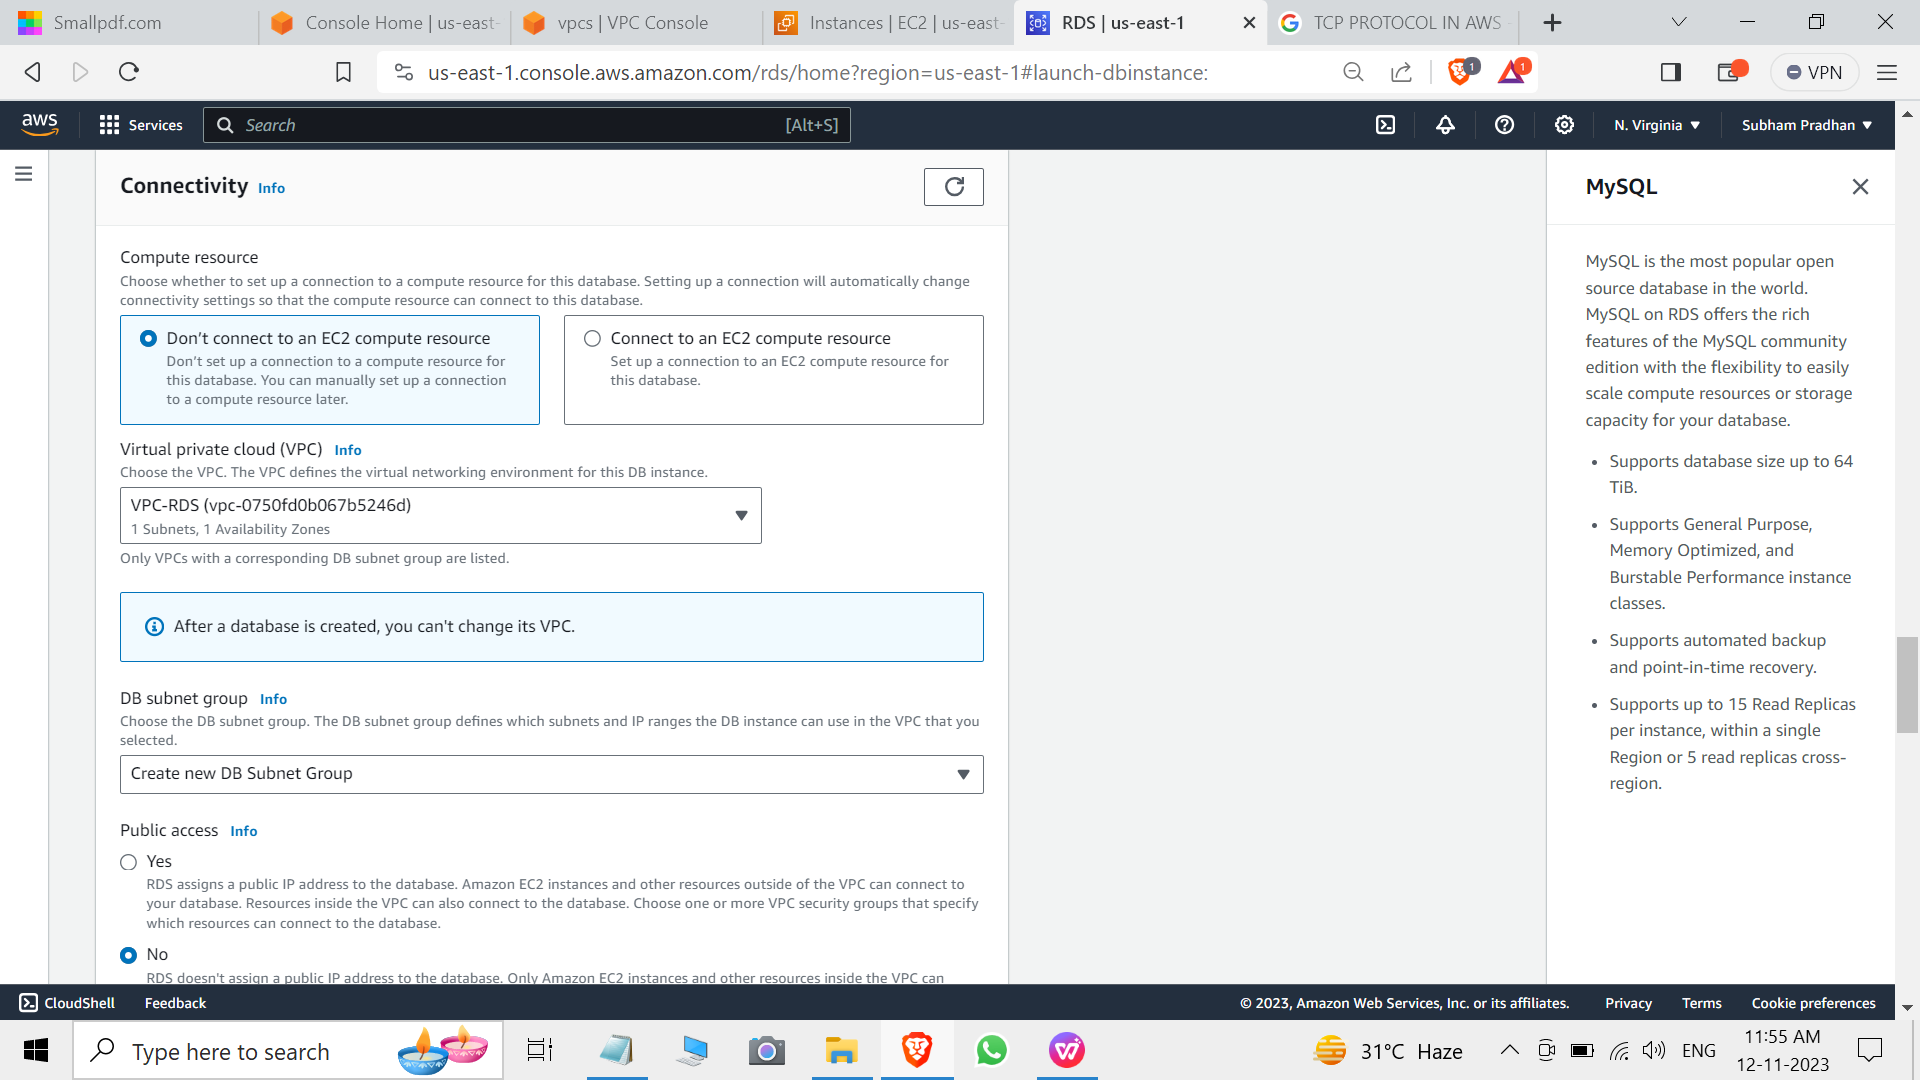 Smallpdf.com
Console Home | us-east-
vpcs | VPC Console
Instances | EC2 | us-east-
RDS | us-east-1
TCP PROTOCOL IN AWS
us-east-1.console.aws.amazon.com/rds/home?region=us-east-1#launch-dbinstance:
1
1
VPN
aws
Services
Search
[Alt+S]
N. Virginia
Subham Pradhan
Connectivity Info
Compute resource
Choose whether to set up a connection to a compute resource for this database. Setting up a connection will automatically change
connectivity settings so that the compute resource can connect to this database.
Don't connect to an EC2 compute resource
Don't set up a connection to a compute resource for
this database. You can manually set up a connection
to a compute resource later.
Connect to an EC2 compute resource
Set up a connection to an EC2 compute resource for
this database.
Virtual private cloud (VPC) Info
Choose the VPC. The VPC defines the virtual networking environment for this DB instance.
VPC-RDS (vpc-0750fd0b067b5246d)
1 Subnets, 1 Availability Zones
Only VPCs with a corresponding DB subnet group are listed.
After a database is created, you can't change its VPC.
DB subnet group Info
Choose the DB subnet group. The DB subnet group defines which subnets and IP ranges the DB instance can use in the VPC that you
selected.
Create new DB Subnet Group
Public access Info
Yes
RDS assigns a public IP address to the database. Amazon EC2 instances and other resources outside of the VPC can connect to
your database. Resources inside the VPC can also connect to the database. Choose one or more VPC security groups that specify
which resources can connect to the database.
No
RDS doesn't assign a public IP address to the database. Only Amazon EC2 instances and other resources inside the VPC can
MySQL
MySQL is the most popular open
source database in the world.
MySQL on RDS offers the rich
features of the MySQL community
edition with the flexibility to easily
scale compute resources or storage
capacity for your database.
• Supports database size up to 64
TiB.
• Supports General Purpose,
Memory Optimized, and
Burstable Performance instance
classes.
• Supports automated backup
and point-in-time recovery.
• Supports up to 15 Read Replicas
per instance, within a single
Region or 5 read replicas cross-
region.
CloudShell
Feedback
© 2023, Amazon Web Services, Inc. or its affiliates.
Privacy
Terms
Cookie preferences
Type here to search
31°C Haze
ENG
11:55 AM
12-11-2023